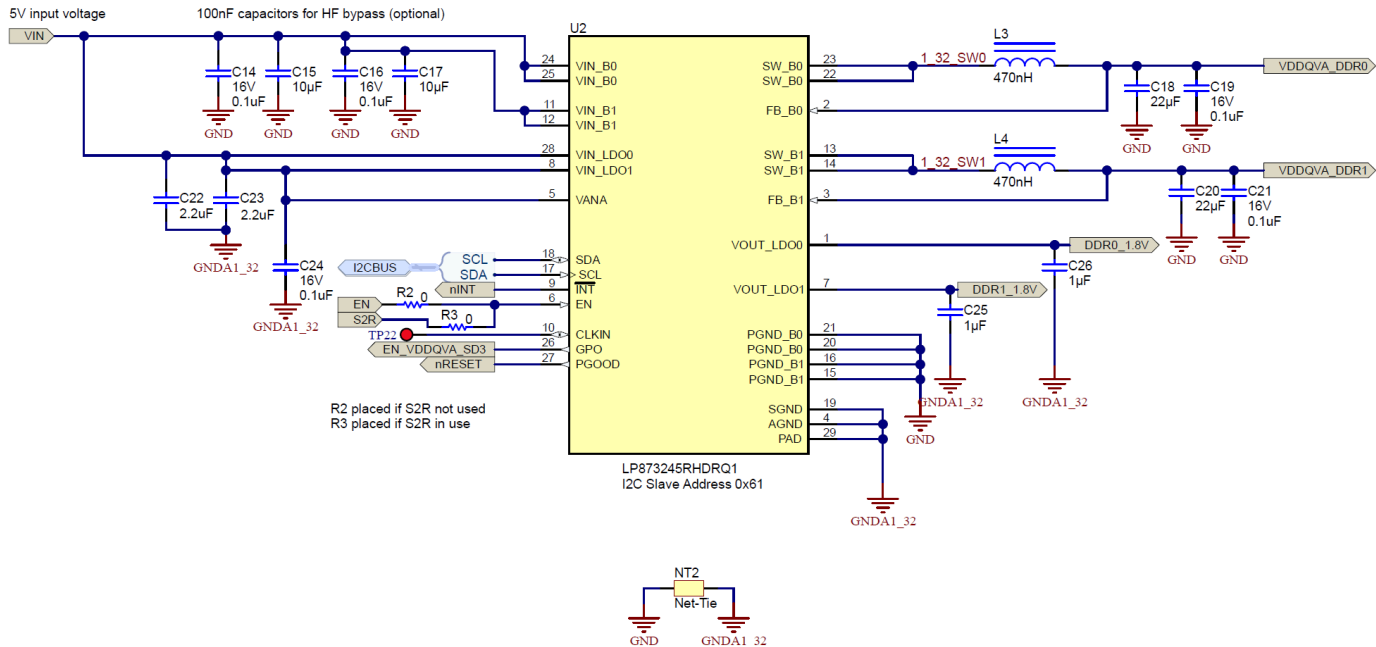 5V input voltage
100nF capacitors for HF bypass (optional)
VIN
C14
16V
0.1uF
GND
C15
10µF
GND
C16
16V
0.1uF
GND
C17
10µF
GND
C22
2.2uF
C23
2.2uF
GNDA1_32
C24
16V
0.1uF
GNDA1_32
I2CBUS
SCL
SDA
nINT
EN
R2
0
S2R
R3
0
TP22
EN_VDDQVA_SD3
nRESET
R2 placed if S2R not used
R3 placed if S2R in use
U2
24
VIN_B0
25
VIN_B0
11
VIN_B1
12
VIN_B1
28
VIN_LDO0
8
VIN_LDO1
5
VANA
18
SDA
17
SCL
9
INT
6
EN
10
CLKIN
26
GPO
27
PGOOD
SW_B0
23
SW_B0
22
FB_B0
2
SW_B1
13
SW_B1
14
FB_B1
3
VOUT_LDO0
1
VOUT_LDO1
7
PGND_B0
21
PGND_B0
20
PGND_B1
16
PGND_B1
15
SGND
19
AGND
4
PAD
29
LP873245RHDRQ1
I2C Slave Address 0x61
1_32_SW0
L3
470nH
VDDQVA_DDR0
C18
22µF
GND
C19
16V
0.1uF
GND
1_32_SW1
L4
470nH
VDDQVA_DDR1
C20
22µF
GND
C21
16V
0.1uF
GND
DDR0_1.8V
C26
1µF
GNDA1_32
DDR1_1.8V
C25
1µF
GNDA1_32
GND
GNDA1_32
NT2
Net-Tie
GND
GNDA1_32